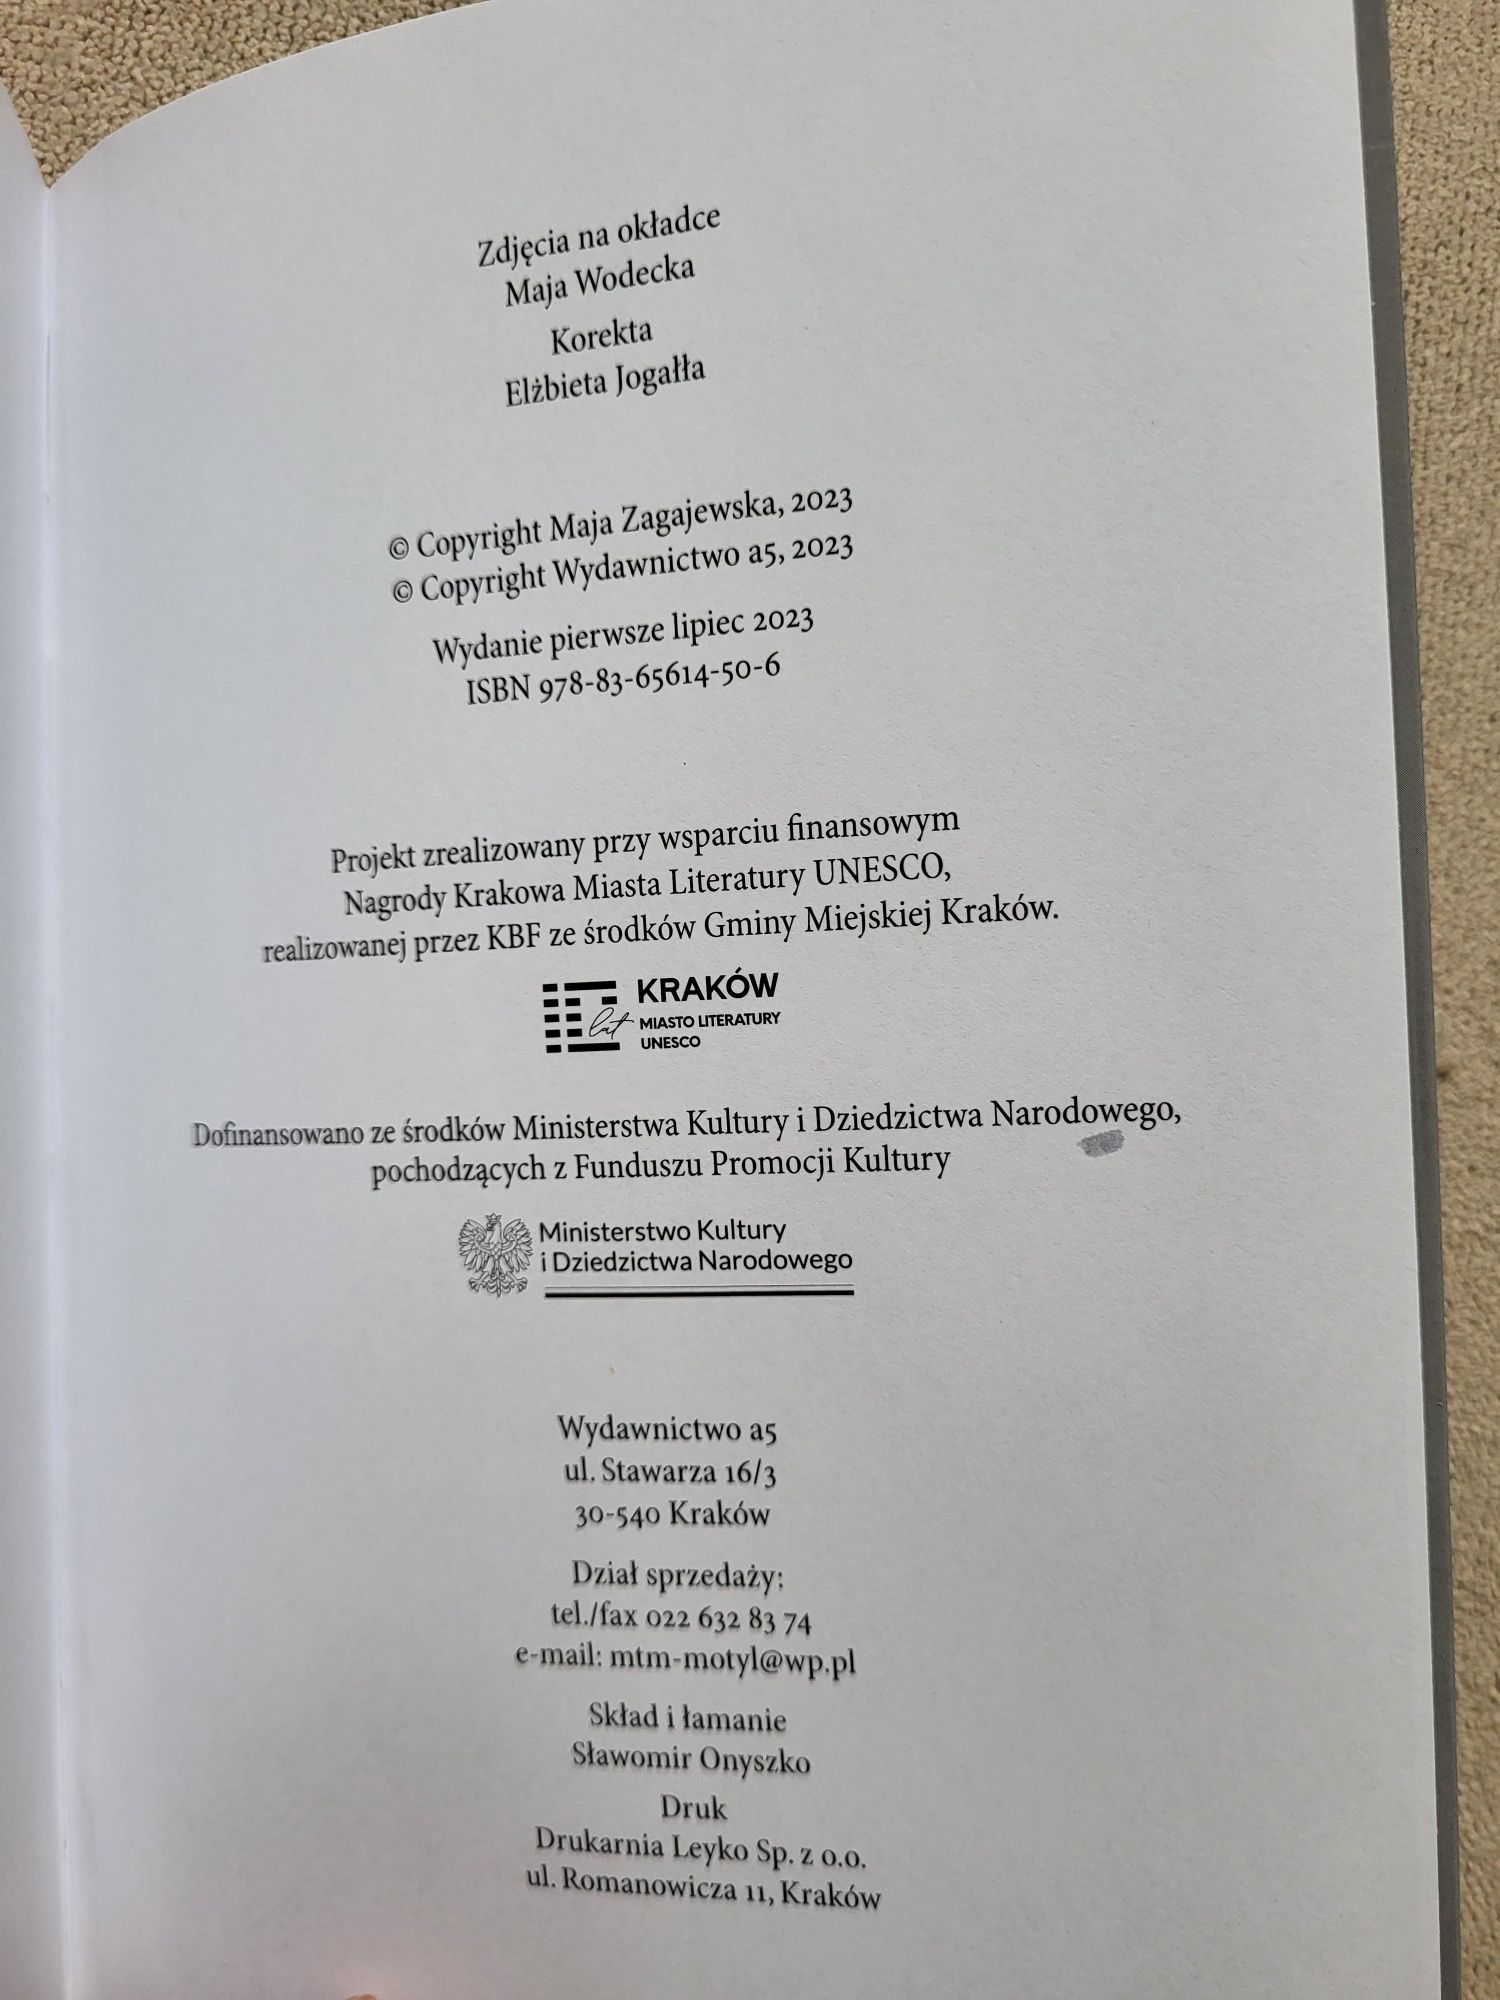 Zdjęcia na okładce
Maja Wodecka
Korekta
Elżbieta Jogałła
© Copyright Maja Zagajewska, 2023
© Copyright Wydawnictwo a5, 2023
Wydanie pierwsze lipiec 2023
ISBN 978-83-65614-50-6
Projekt zrealizowany przy wsparciu finansowym
Nagrody Krakowa Miasta Literatury UNESCO,
realizowanej przez KBF ze środków Gminy Miejskiej Kraków.
10 lat
KRAKÓW
MIASTO LITERATURY
UNESCO
Dofinansowano ze środków Ministerstwa Kultury i Dziedzictwa Narodowego,
pochodzących z Funduszu Promocji Kultury
Ministerstwo Kultury
i Dziedzictwa Narodowego
Wydawnictwo a5
ul. Stawarza 16/3
30-540 Kraków
Dział sprzedaży:
tel./fax 022 632 83 74
e-mail: mtm-motyl@wp.pl
Skład i łamanie
Sławomir Onyszko
Druk
Drukarnia Leyko Sp. z o.o.
ul. Romanowicza 11, Kraków